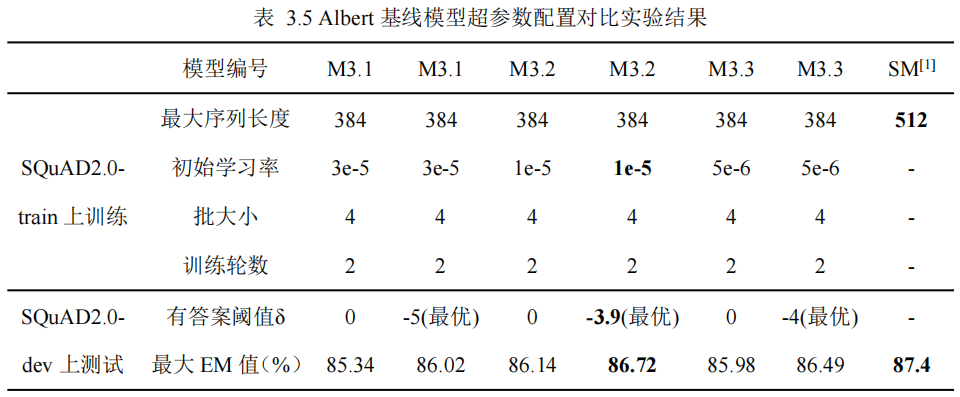 表 3.5 Albert 基线模型超参数配置对比实验结果
模型编号 M3.1 M3.1 M3.2 M3.2 M3.3 M3.3 SM[1]
最大序列长度 384 384 384 384 384 384 512
SQuAD2.0- 初始学习率 3e-5 3e-5 1e-5 1e-5 5e-6 5e-6 -
train 上训练 批大小 4 4 4 4 4 4 -
训练轮数 2 2 2 2 2 2 -
SQuAD2.0- 有答案阈值δ 0 -5(最优) 0 -3.9(最优) 0 -4(最优) -
dev 上测试 最大 EM 值(%) 85.34 86.02 86.14 86.72 85.98 86.49 87.4